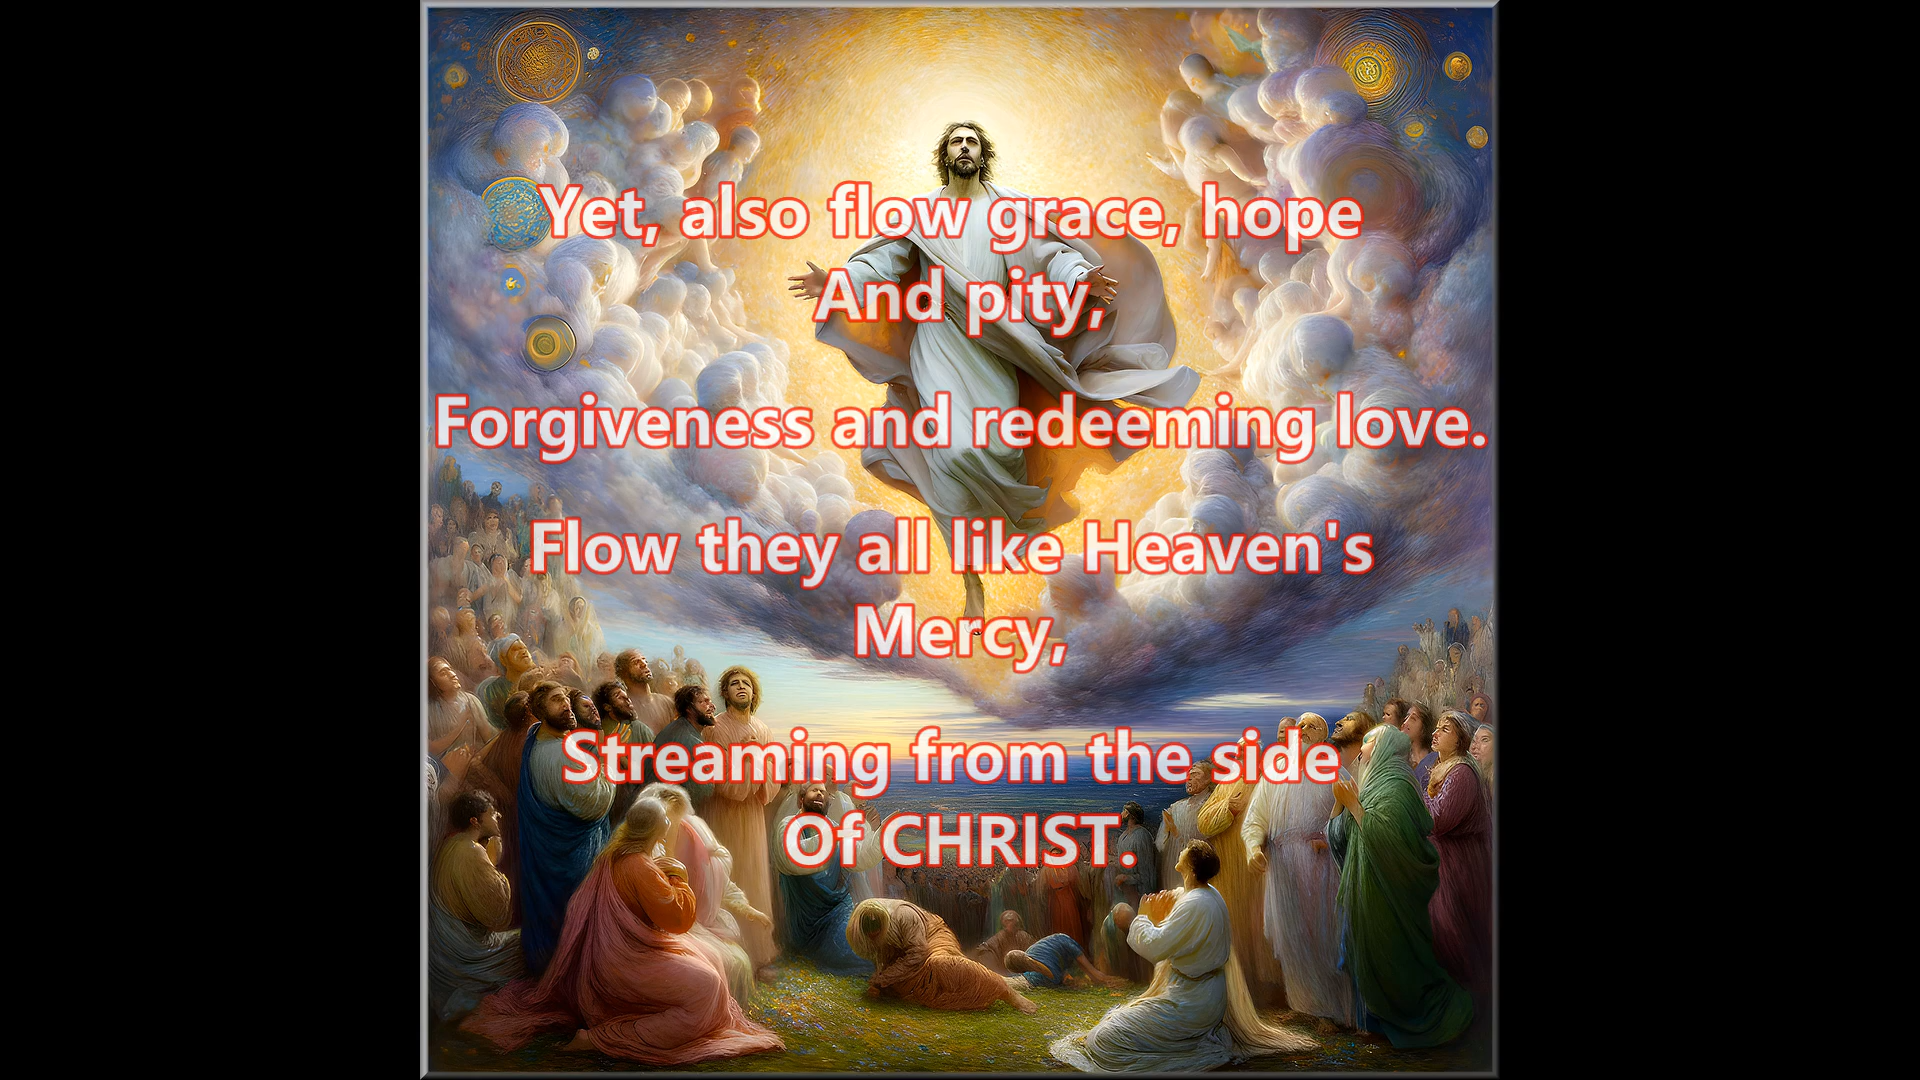 Yet, also flow grace, hope
And pity,
Forgiveness and redeeming love.
Flow they all like Heaven's
Mercy,
Streaming from the side
Of CHRIST.